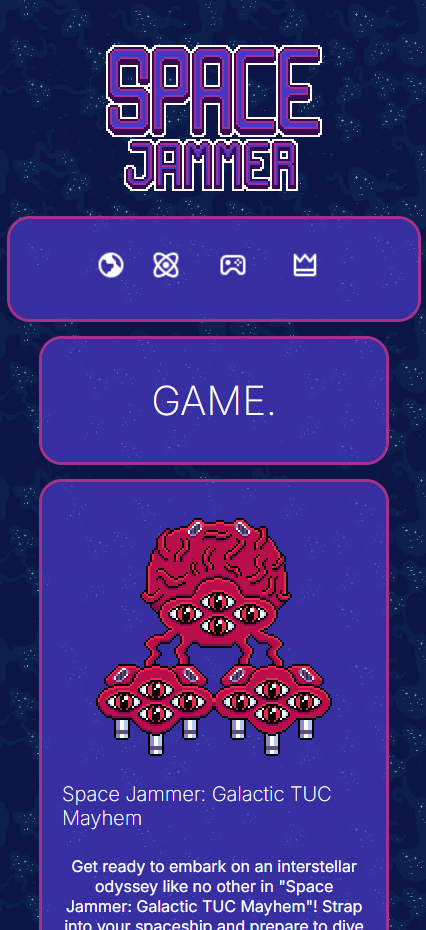 SPACE
JAMMER
GAME.
Space Jammer: Galactic TUC
Mayhem
Get ready to embark on an interstellar
odyssey like no other in "Space
Jammer: Galactic TUC Mayhem"! Strap
into your spaceship and prepare to dive